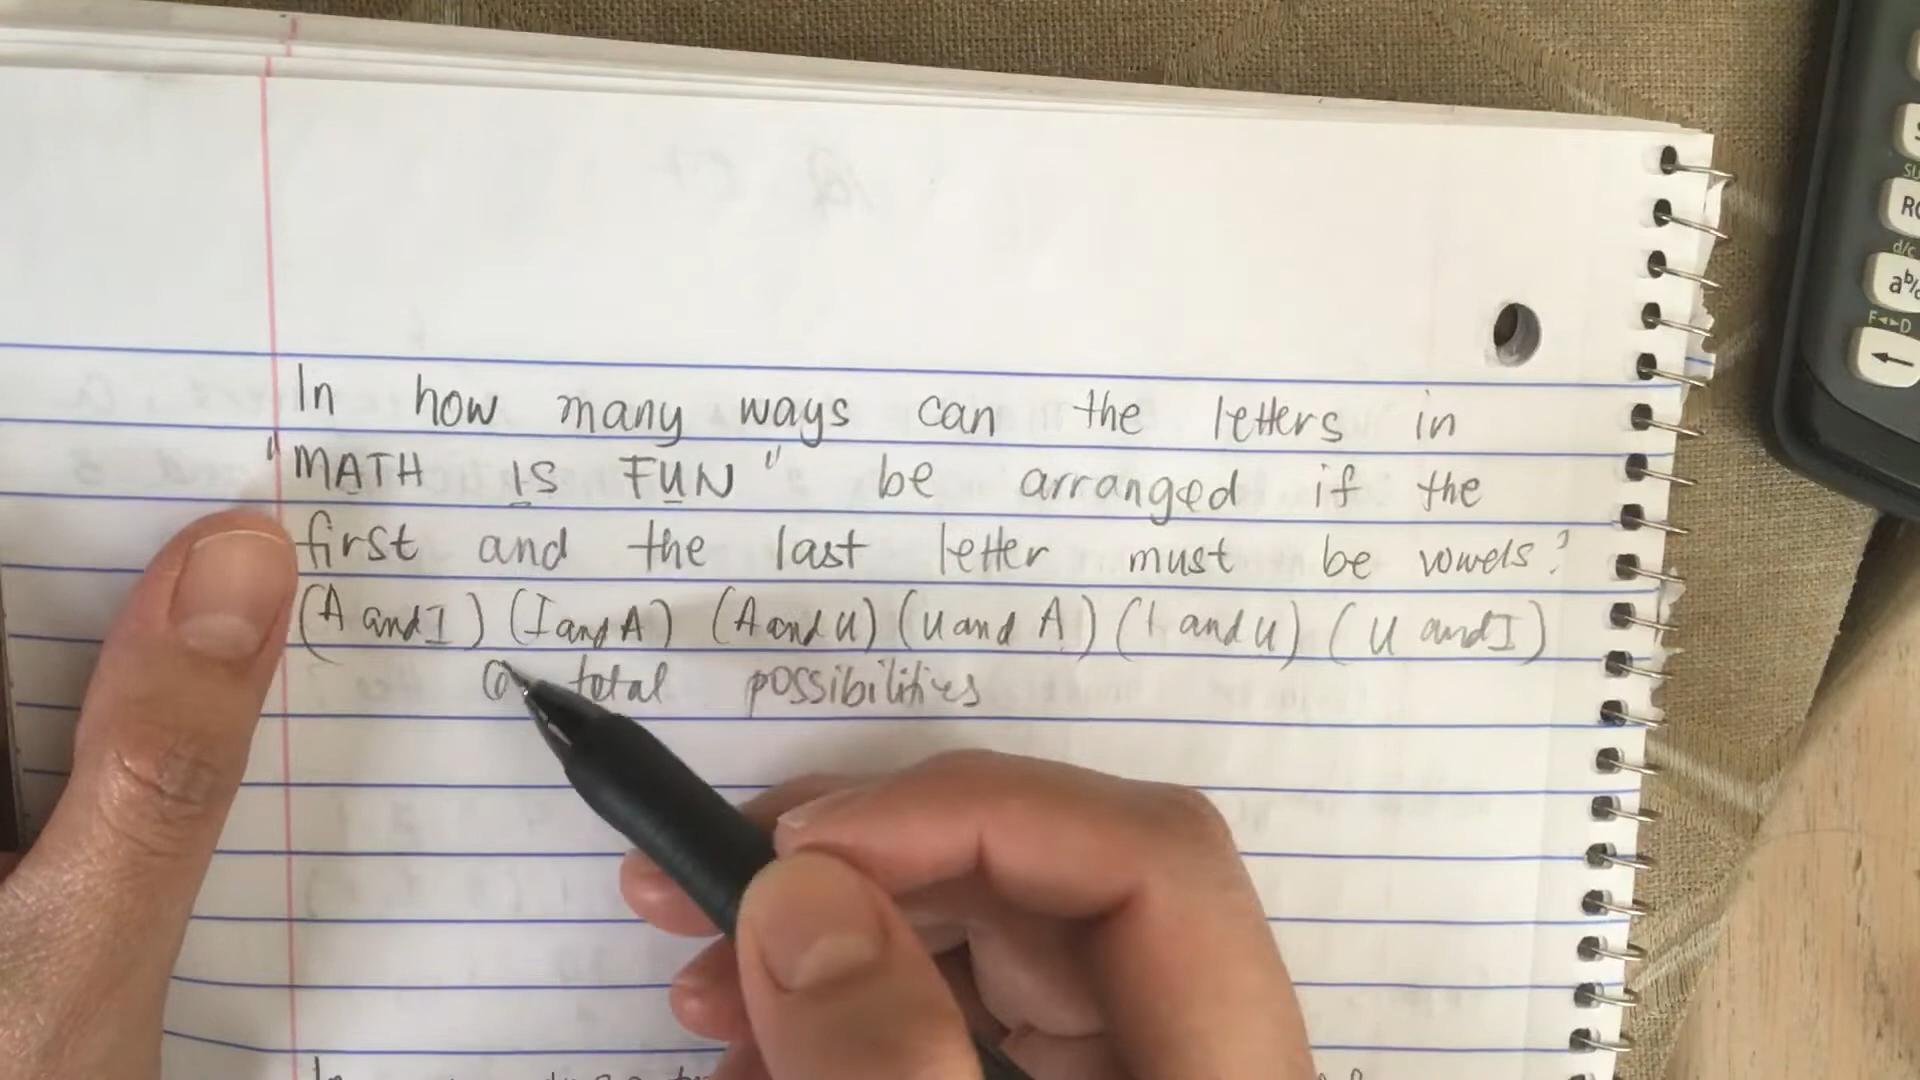 In how many ways can the letters in
"MATH IS FUN" be arranged if the
first and the last letter must be vowels?
(A and I) (I and A) (A and U) (U and A) (I and U) (U and I)
6 total possibilities
d/c
F◄►D
←